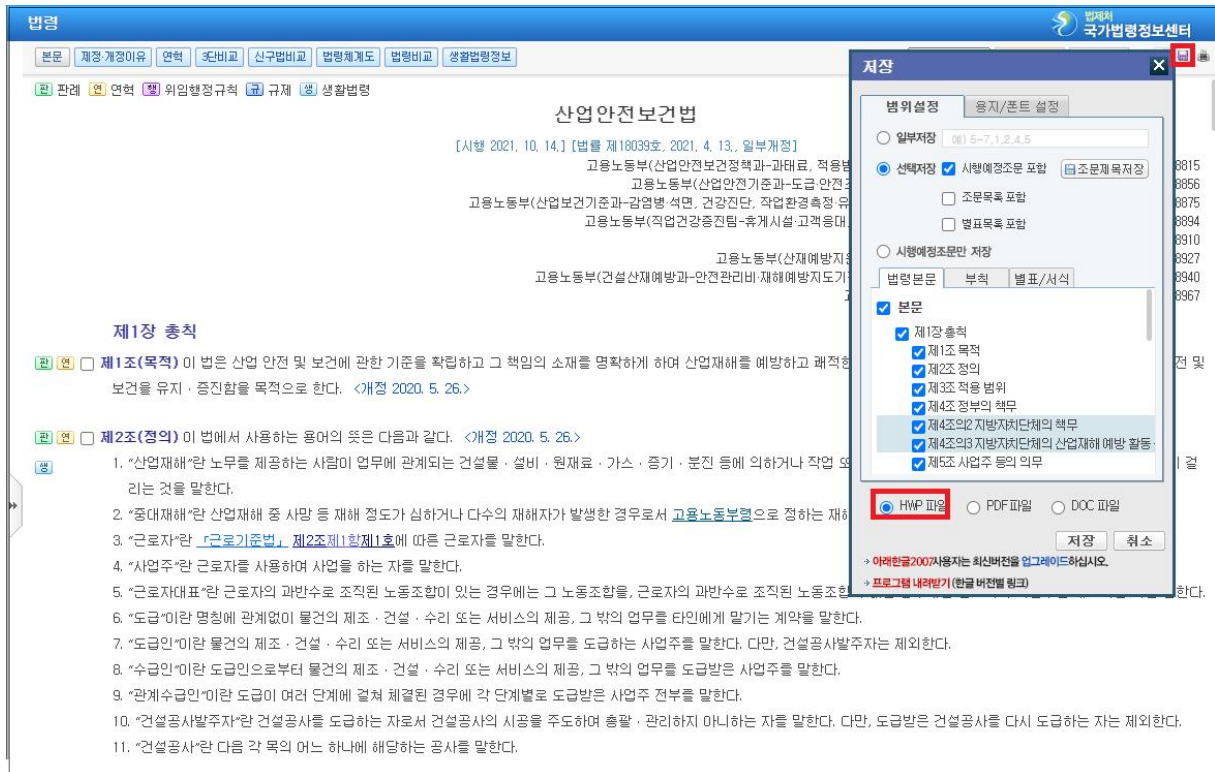 법령
법제처
국가법령정보센터
본문 제정·개정이유 연혁 3단비교 신구법비교 법령체계도 법령비교 생활법령정보
판 판례 연 연혁 행 위임행정규칙 규 규제 생 생활법령
산업안전보건법
[시행 2021. 10. 14.] [법률 제18039호, 2021. 4. 13., 일부개정]
고용노동부(산업안전보건정책과-과태료, 적용범
8815
고용노동부(산업안전기준과-도급·안전조
8856
고용노동부(산업보건기준과-감염병·석면, 건강진단, 작업환경측정·유
8875
고용노동부(직업건강증진팀-휴게시설·고객응대,
8894
8910
고용노동부(산재예방지원
8927
고용노동부(건설산재예방과-안전관리비·재해예방지도기
8940
8967
제1장 총칙
판 연 제1조(목적) 이 법은 산업 안전 및 보건에 관한 기준을 확립하고 그 책임의 소재를 명확하게 하여 산업재해를 예방하고 쾌적한
전 및
보건을 유지ㆍ증진함을 목적으로 한다. <개정 2020. 5. 26.>
판 연 제2조(정의) 이 법에서 사용하는 용어의 뜻은 다음과 같다. <개정 2020. 5. 26.>
생 1. “산업재해”란 노무를 제공하는 사람이 업무에 관계되는 건설물ㆍ설비ㆍ원재료ㆍ가스ㆍ증기ㆍ분진 등에 의하거나 작업 또
걸
리는 것을 말한다.
2. “중대재해”란 산업재해 중 사망 등 재해 정도가 심하거나 다수의 재해자가 발생한 경우로서 고용노동부령으로 정하는 재해
3. “근로자”란 「근로기준법」 제2조제1항제1호에 따른 근로자를 말한다.
4. “사업주”란 근로자를 사용하여 사업을 하는 자를 말한다.
5. “근로자대표”란 근로자의 과반수로 조직된 노동조합이 있는 경우에는 그 노동조합을, 근로자의 과반수로 조직된 노동조합
한다.
6. “도급”이란 명칭에 관계없이 물건의 제조ㆍ건설ㆍ수리 또는 서비스의 제공, 그 밖의 업무를 타인에게 맡기는 계약을 말한다.
7. “도급인”이란 물건의 제조ㆍ건설ㆍ수리 또는 서비스의 제공, 그 밖의 업무를 도급하는 사업주를 말한다. 다만, 건설공사발주자는 제외한다.
8. “수급인”이란 도급인으로부터 물건의 제조ㆍ건설ㆍ수리 또는 서비스의 제공, 그 밖의 업무를 도급받은 사업주를 말한다.
9. “관계수급인”이란 도급이 여러 단계에 걸쳐 체결된 경우에 각 단계별로 도급받은 사업주 전부를 말한다.
10. “건설공사발주자”란 건설공사를 도급하는 자로서 건설공사의 시공을 주도하여 총괄ㆍ관리하지 아니하는 자를 말한다. 다만, 도급받은 건설공사를 다시 도급하는 자는 제외한다.
11. “건설공사”란 다음 각 목의 어느 하나에 해당하는 공사를 말한다.
저장
범위설정 용지/폰트 설정
일부저장 예) 5-7,1,2,4,5
선택저장 시행예정조문 포함 조문제목저장
조문목록 포함
별표목록 포함
시행예정조문만 저장
법령본문 부칙 별표/서식
본문
제1장 총칙
제1조 목적
제2조 정의
제3조 적용 범위
제4조 정부의 책무
제4조의2 지방자치단체의 책무
제4조의3 지방자치단체의 산업재해 예방 활동
제5조 사업주 등의 의무
HWP 파일 PDF 파일 DOC 파일
저장 취소
아래한글2007사용자는 최신버전을 업그레이드하십시오.
프로그램 내려받기 (한글 버전별 링크)